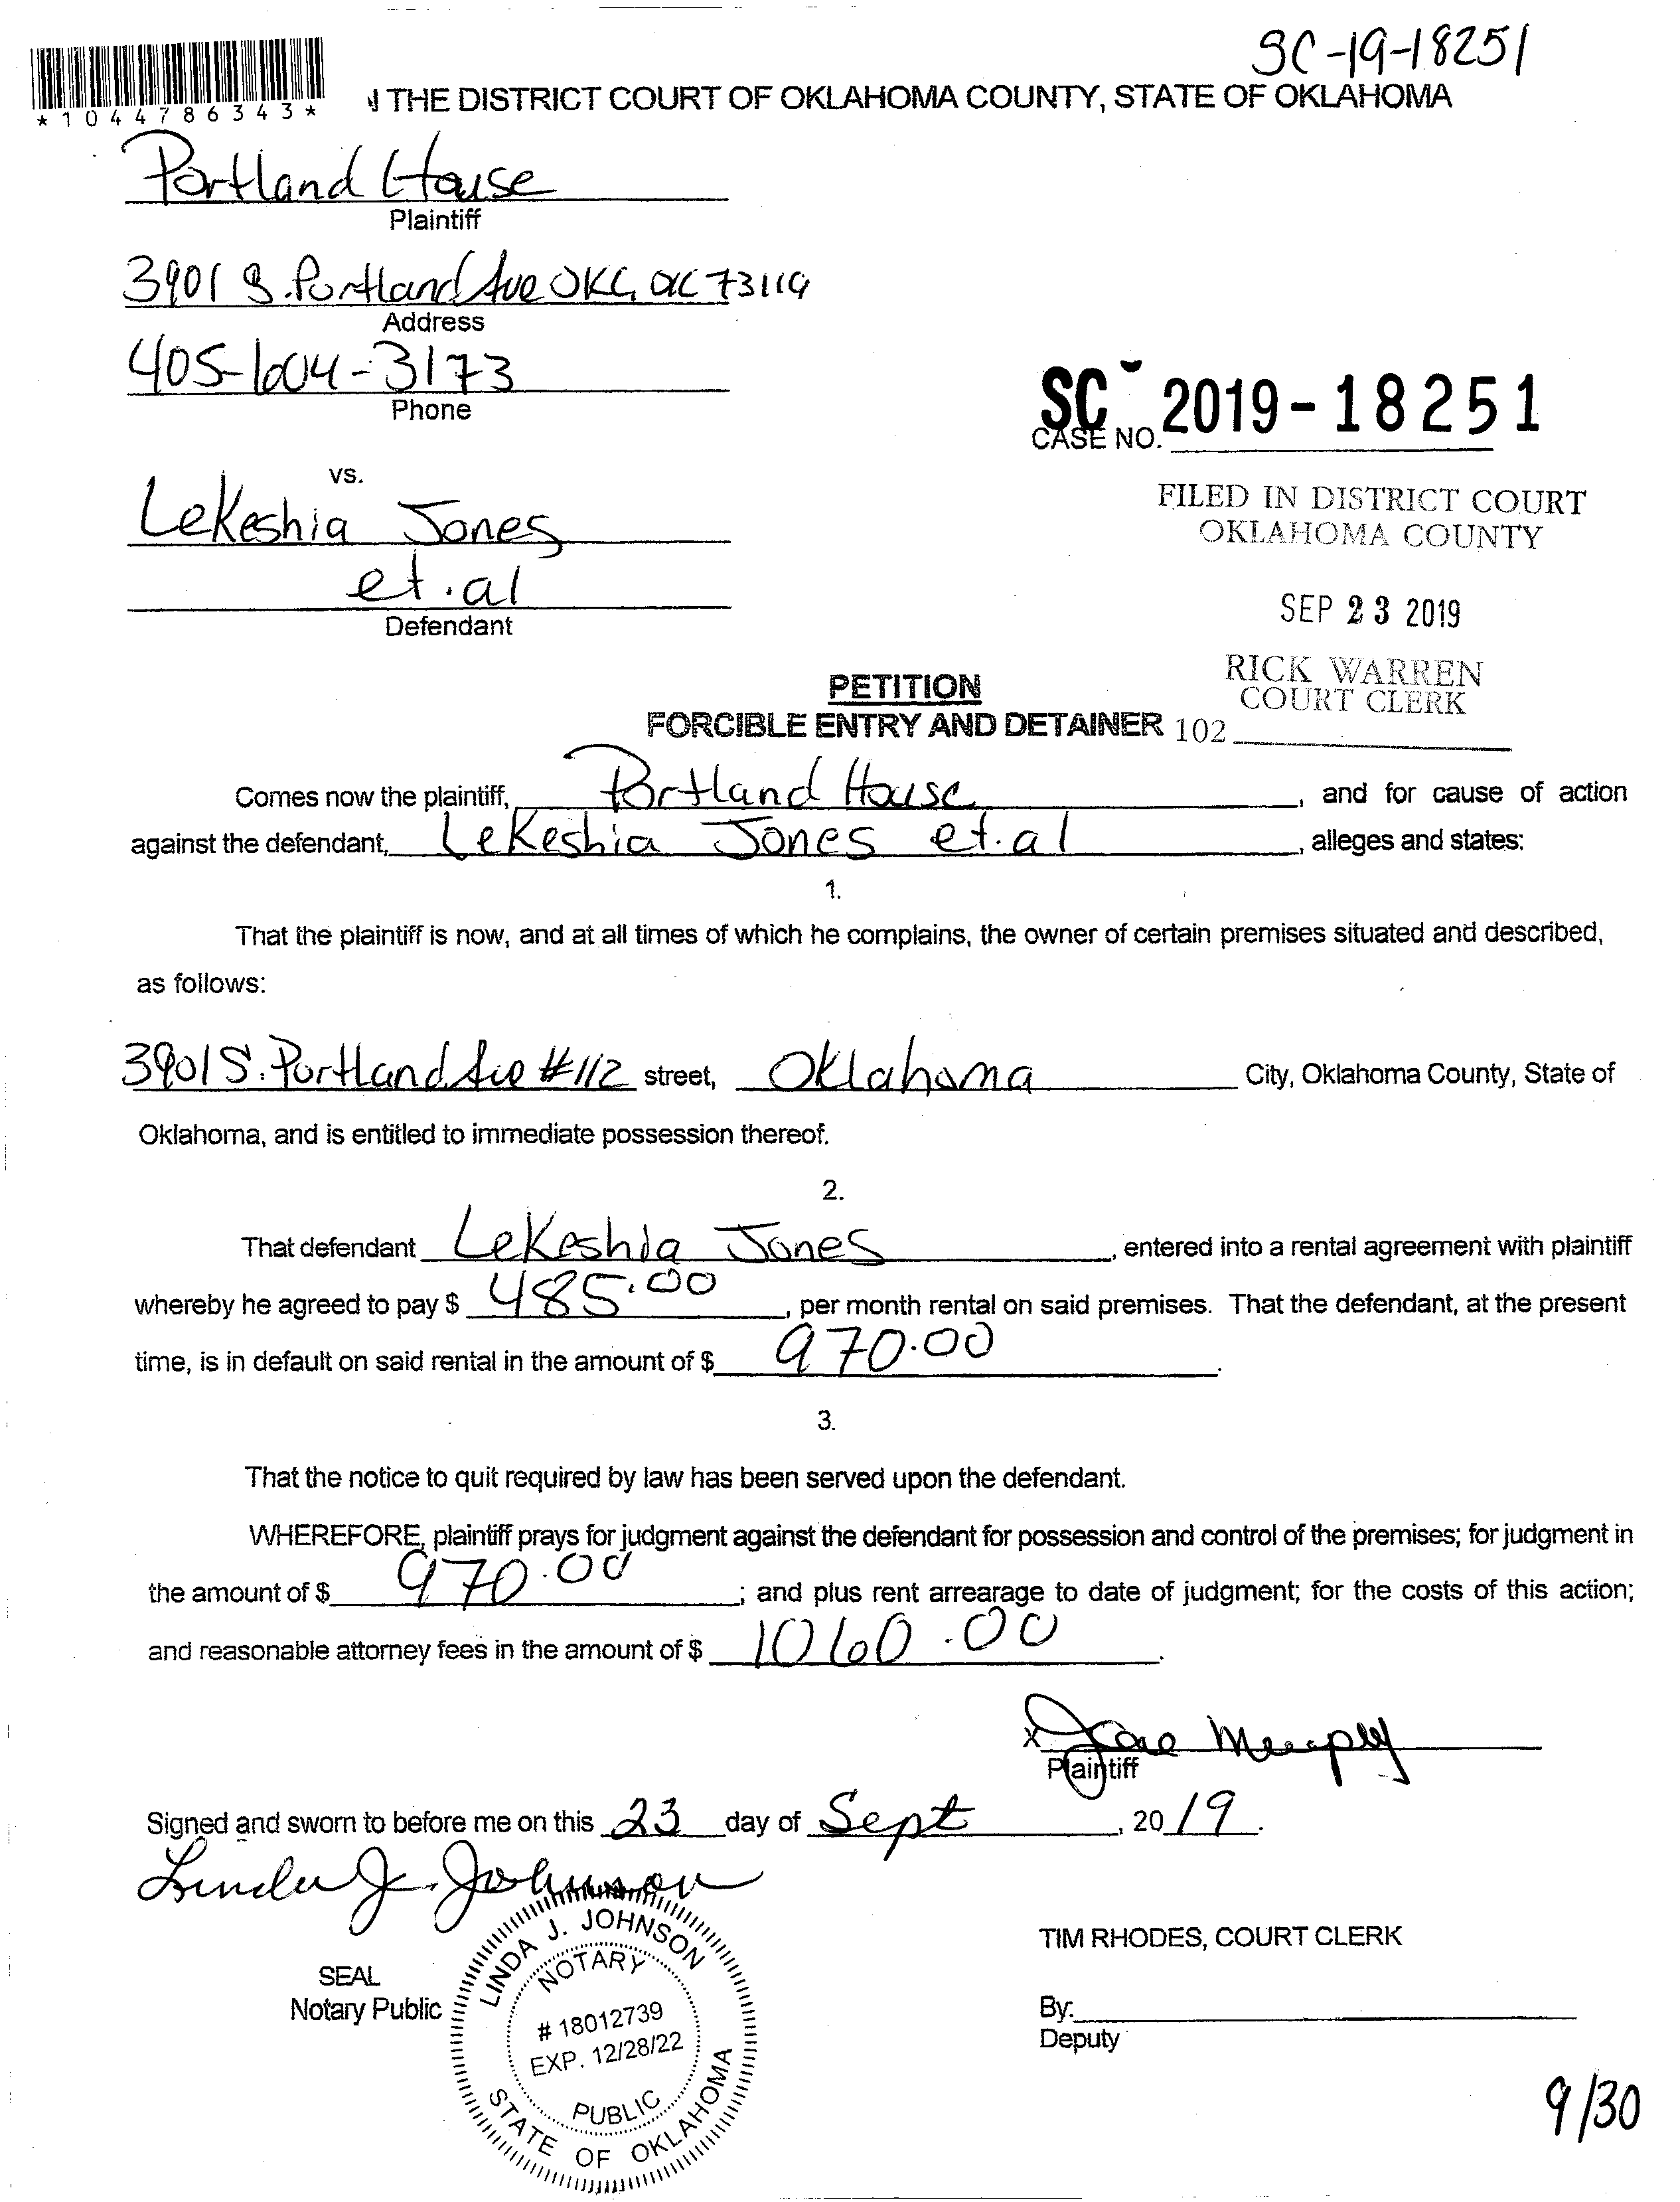 SC-19-18251
*1044786343*
N THE DISTRICT COURT OF OKLAHOMA COUNTY, STATE OF OKLAHOMA
Portland House
Plaintiff
3901 S. Portland Ave OKC, OK 73119
Address
405-604-3173
Phone
SC 2019-18251
CASE NO.
vs.
LeKeshia Jones
et.al
Defendant
FILED IN DISTRICT COURT
OKLAHOMA COUNTY
SEP 23 2019
RICK WARREN
COURT CLERK
102
PETITION
FORCIBLE ENTRY AND DETAINER
Comes now the plaintiff, Portland House, and for cause of action
against the defendant, LeKeshia Jones et.al, alleges and states:
1.
That the plaintiff is now, and at all times of which he complains, the owner of certain premises situated and described,
as follows:
3901 S. Portland Ave #112 street, Oklahoma City, Oklahoma County, State of
Oklahoma, and is entitled to immediate possession thereof.
2.
That defendant LeKeshia Jones, entered into a rental agreement with plaintiff
whereby he agreed to pay $ 485.00, per month rental on said premises. That the defendant, at the present
time, is in default on said rental in the amount of $ 970.00.
3.
That the notice to quit required by law has been served upon the defendant.
WHEREFORE, plaintiff prays for judgment against the defendant for possession and control of the premises; for judgment in
the amount of $ 970.00; and plus rent arrearage to date of judgment; for the costs of this action;
and reasonable attorney fees in the amount of $ 1060.00.
x Jane Murphy
Plaintiff
Signed and sworn to before me on this 23 day of Sept, 2019.
Linda J. Johnson
SEAL
Notary Public
LINDA J. JOHNSON
NOTARY
# 18012739
EXP. 12/28/22
PUBLIC
STATE OF OKLAHOMA
TIM RHODES, COURT CLERK
By:
Deputy
9/30